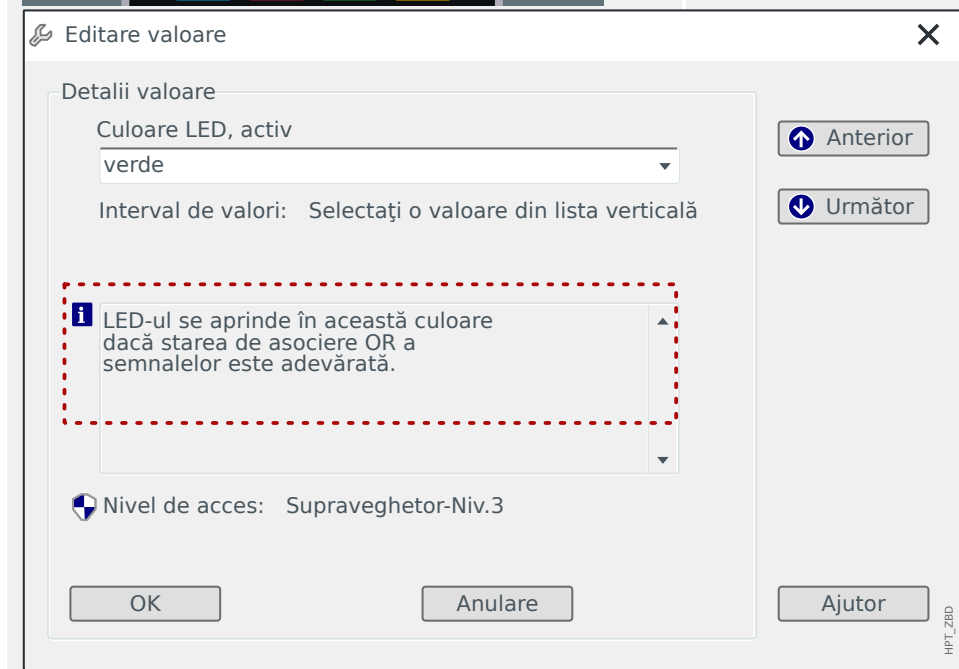 Editare valoare
Detalii valoare
Culoare LED, activ
verde
Anterior
Interval de valori: Selectaţi o valoare din lista verticală
Următor
i
LED-ul se aprinde în această culoare
dacă starea de asociere OR a
semnalelor este adevărată.
Nivel de acces: Supraveghetor-Niv.3
OK
Anulare
Ajutor
HPT_ZBD